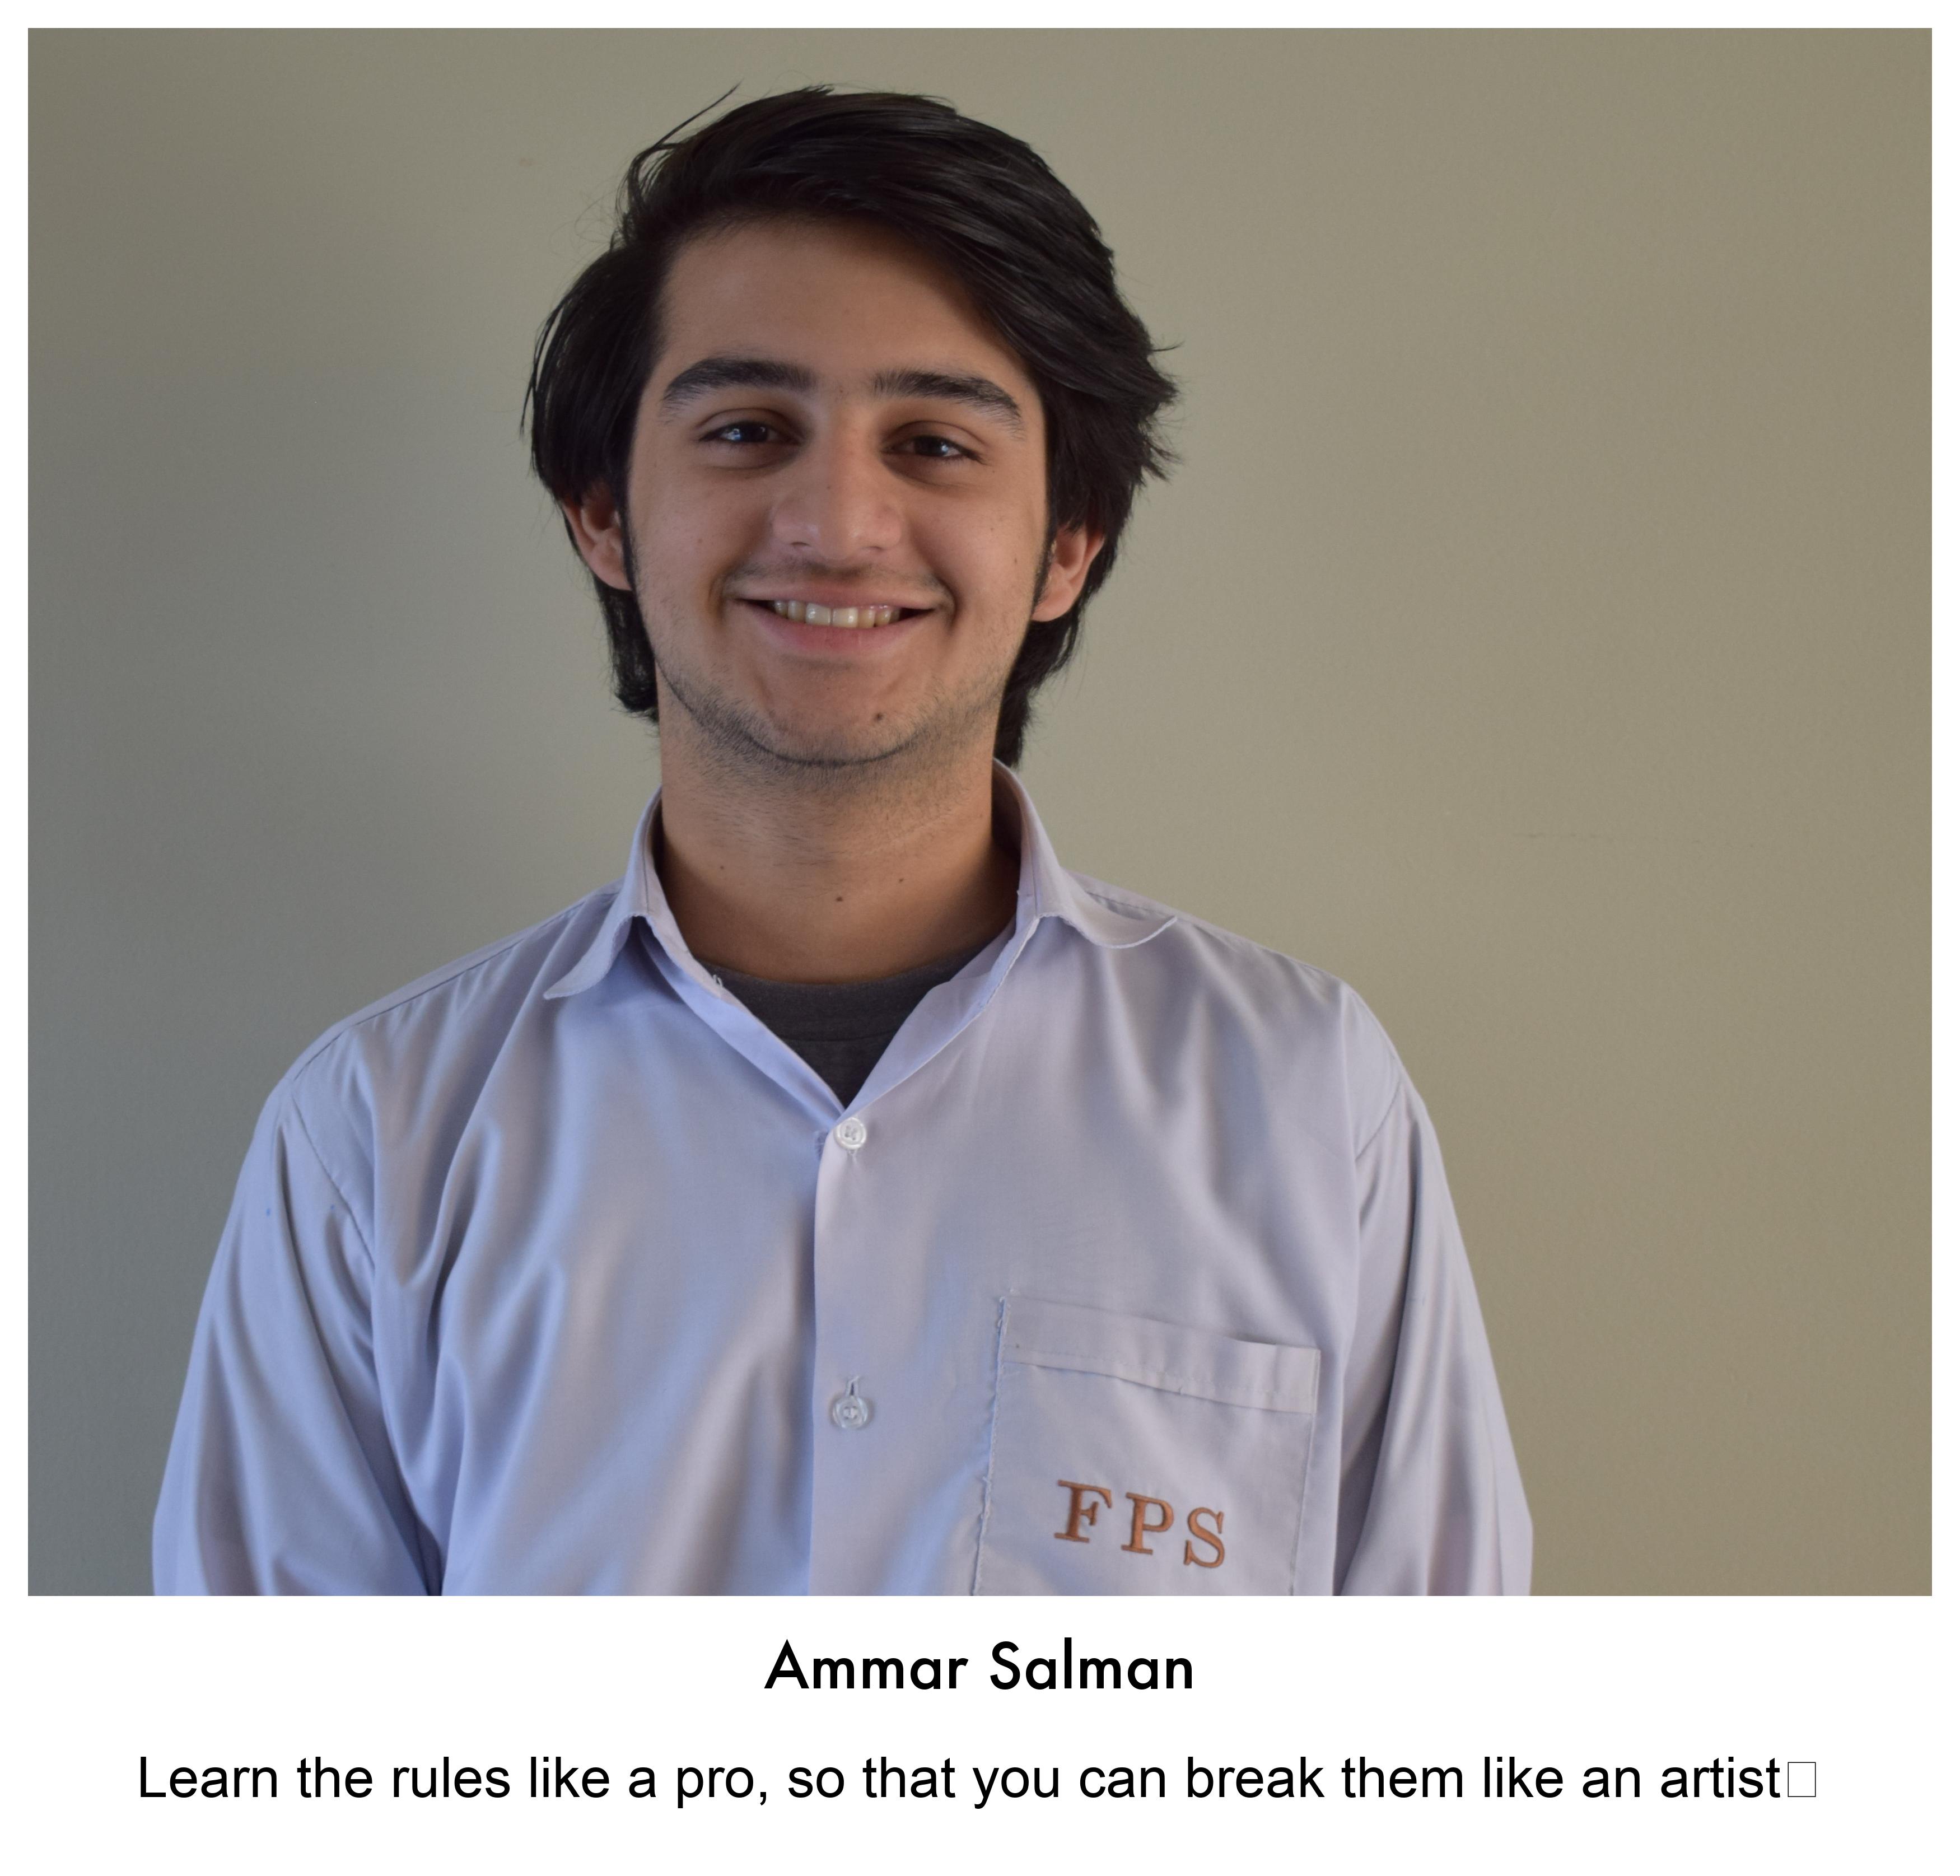 FPS
Ammar Salman
Learn the rules like a pro, so that you can break them like an artist